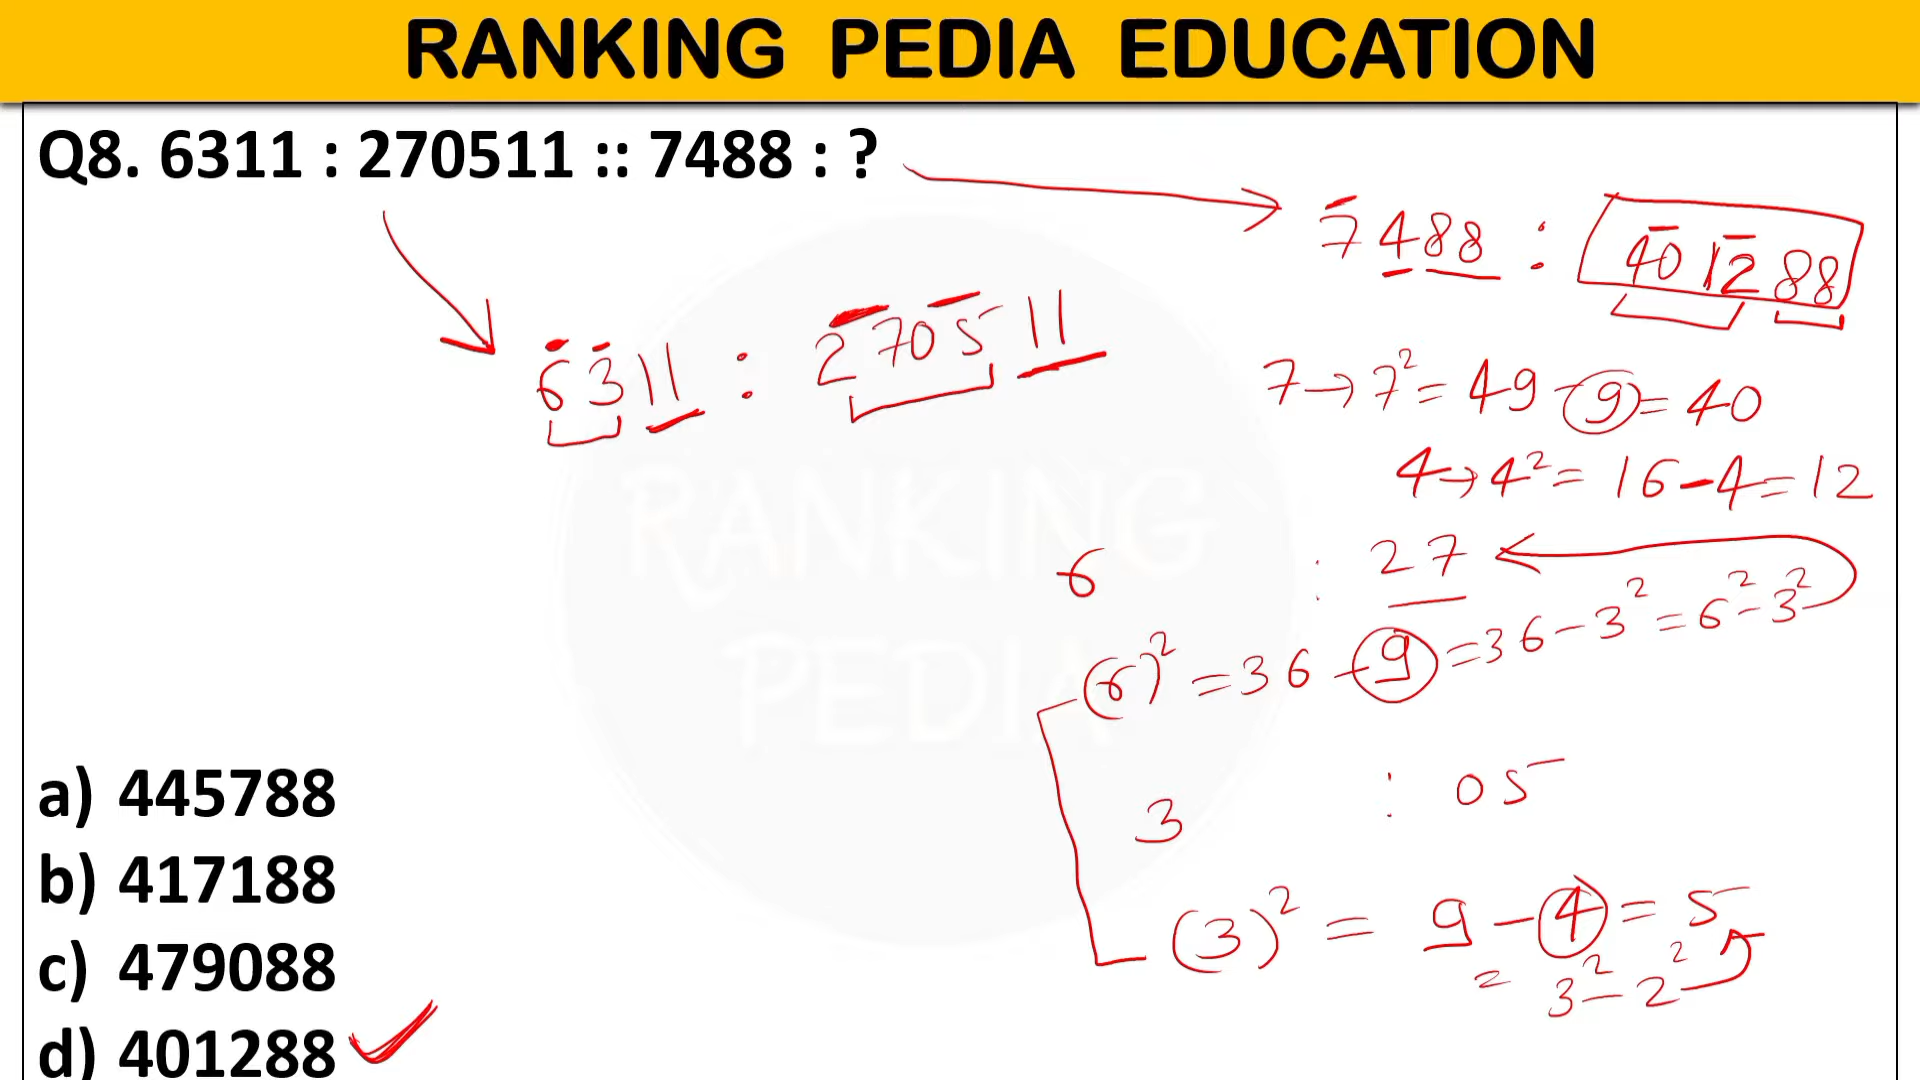 RANKING PEDIA EDUCATION
Q8. 6311 : 270511 :: 7488 : ?
7488 : 401288
6311 : 270511
7 → 7² = 49 - 9 = 40
4 → 4² = 16 - 4 = 12
6 : 27
(6)² = 36 - 9 = 36 - 3² = 6² - 3²
3 : 05
(3)² = 9 - 4 = 5
= 3² - 2²
RANKING
PEDIA
a) 445788
b) 417188
c) 479088
d) 401288